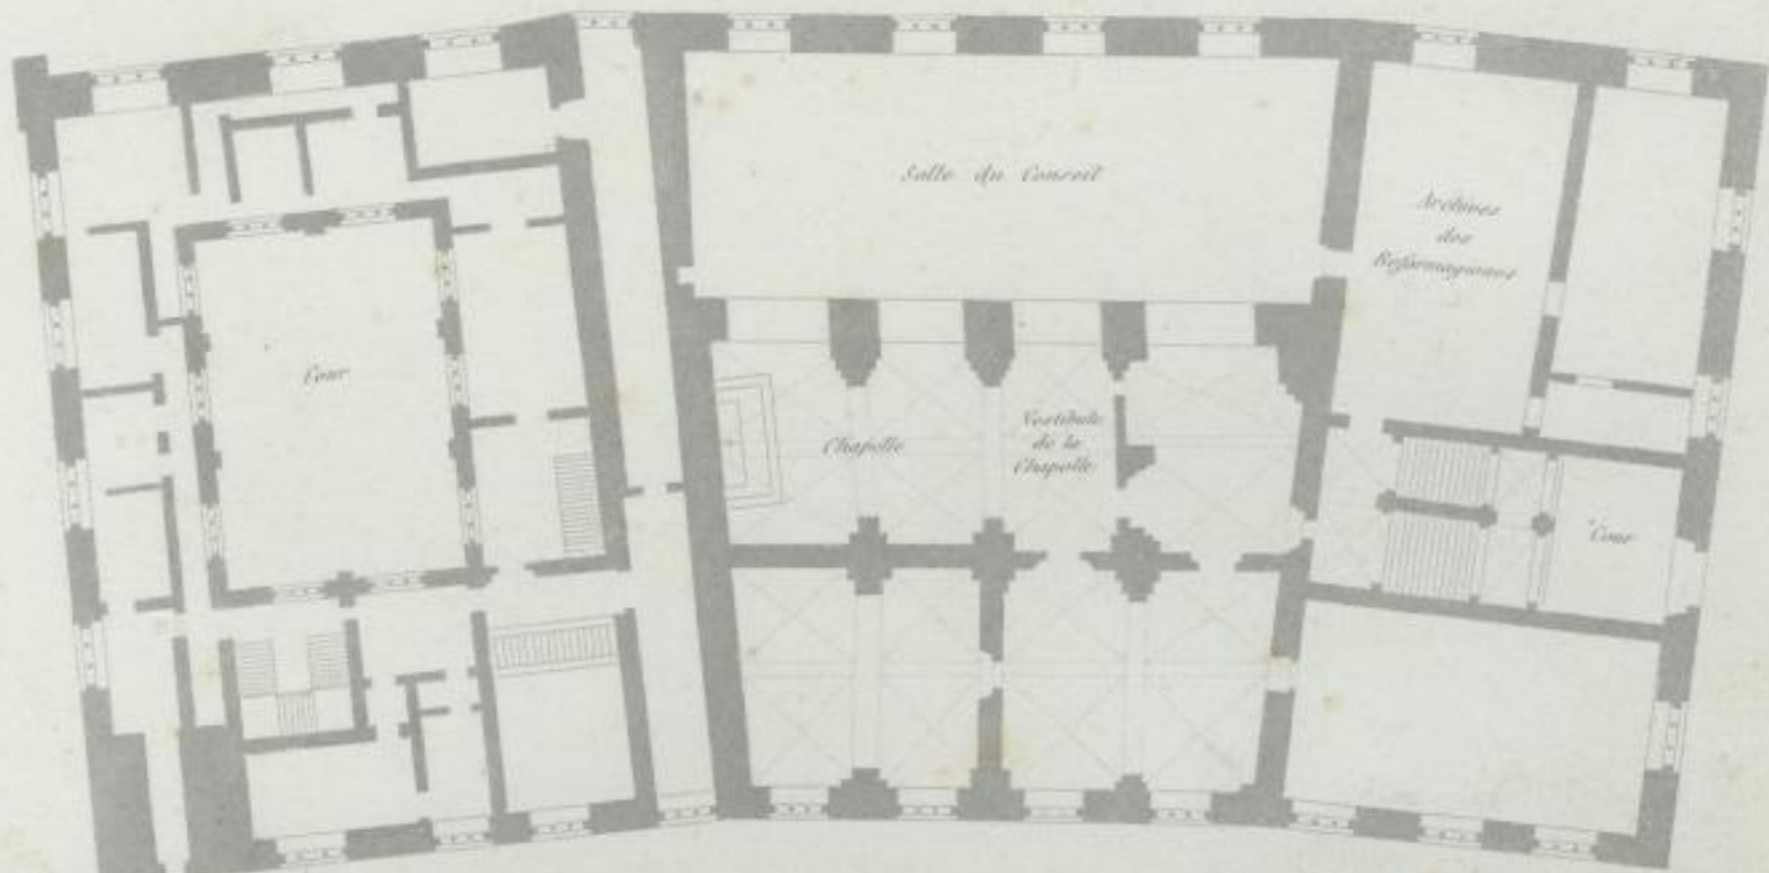 Salle du Conseil
Archives
des
Reformagiones
Cour
Chapelle
Vestibule
de la
Chapelle
Cour